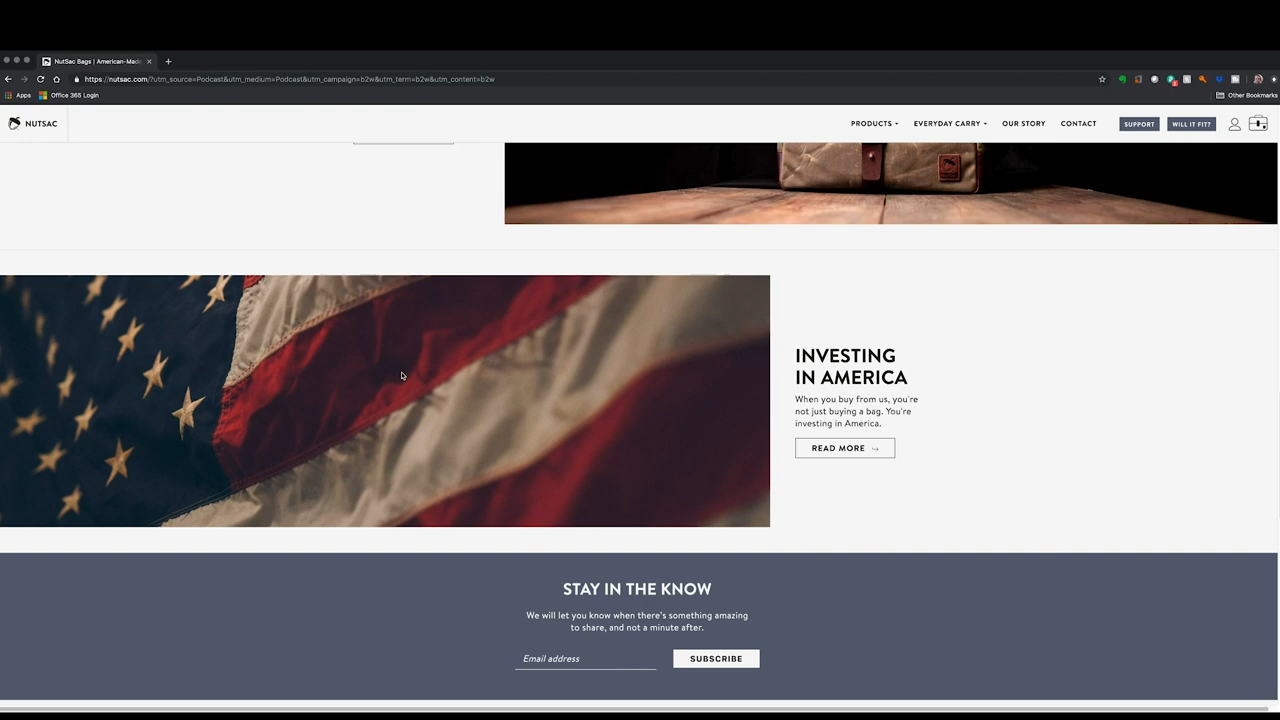 NutSac Bags | American-Made
https://nutsac.com/?utm_source=Podcast&utm_medium=Podcast&utm_campaign=b2w&utm_term=b2w&utm_content=b2w
Apps
Office 365 Login
Other Bookmarks
NUTSAC
PRODUCTS
EVERYDAY CARRY
OUR STORY
CONTACT
SUPPORT
WILL IT FIT?
INVESTING
IN AMERICA
When you buy from us, you're
not just buying a bag. You're
investing in America.
READ MORE
STAY IN THE KNOW
We will let you know when there's something amazing
to share, and not a minute after.
Email address
SUBSCRIBE